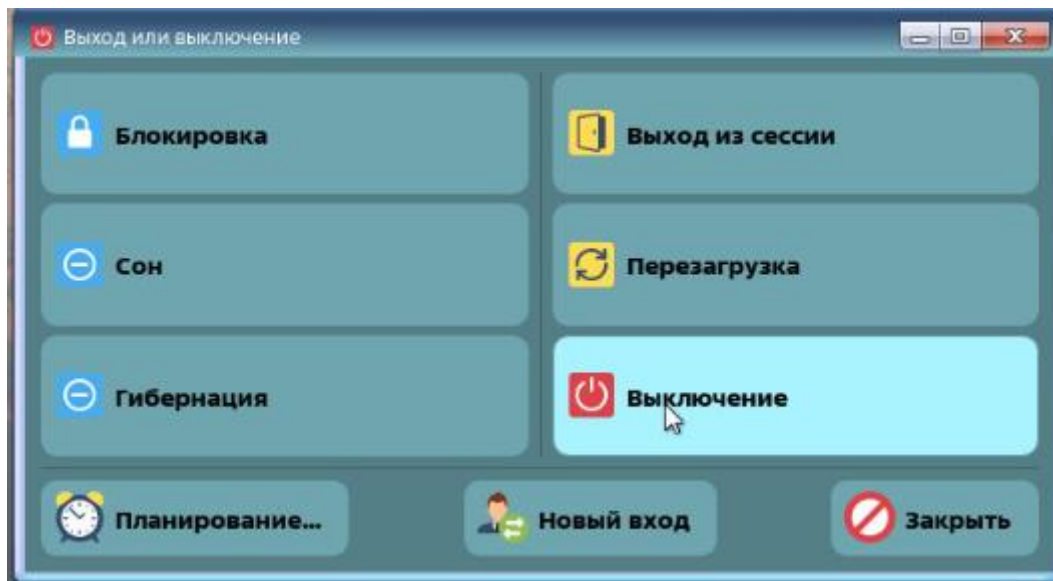 Выход или выключение
Блокировка
Выход из сессии
Сон
Перезагрузка
Гибернация
Выключение
Планирование...
Новый вход
Закрыть